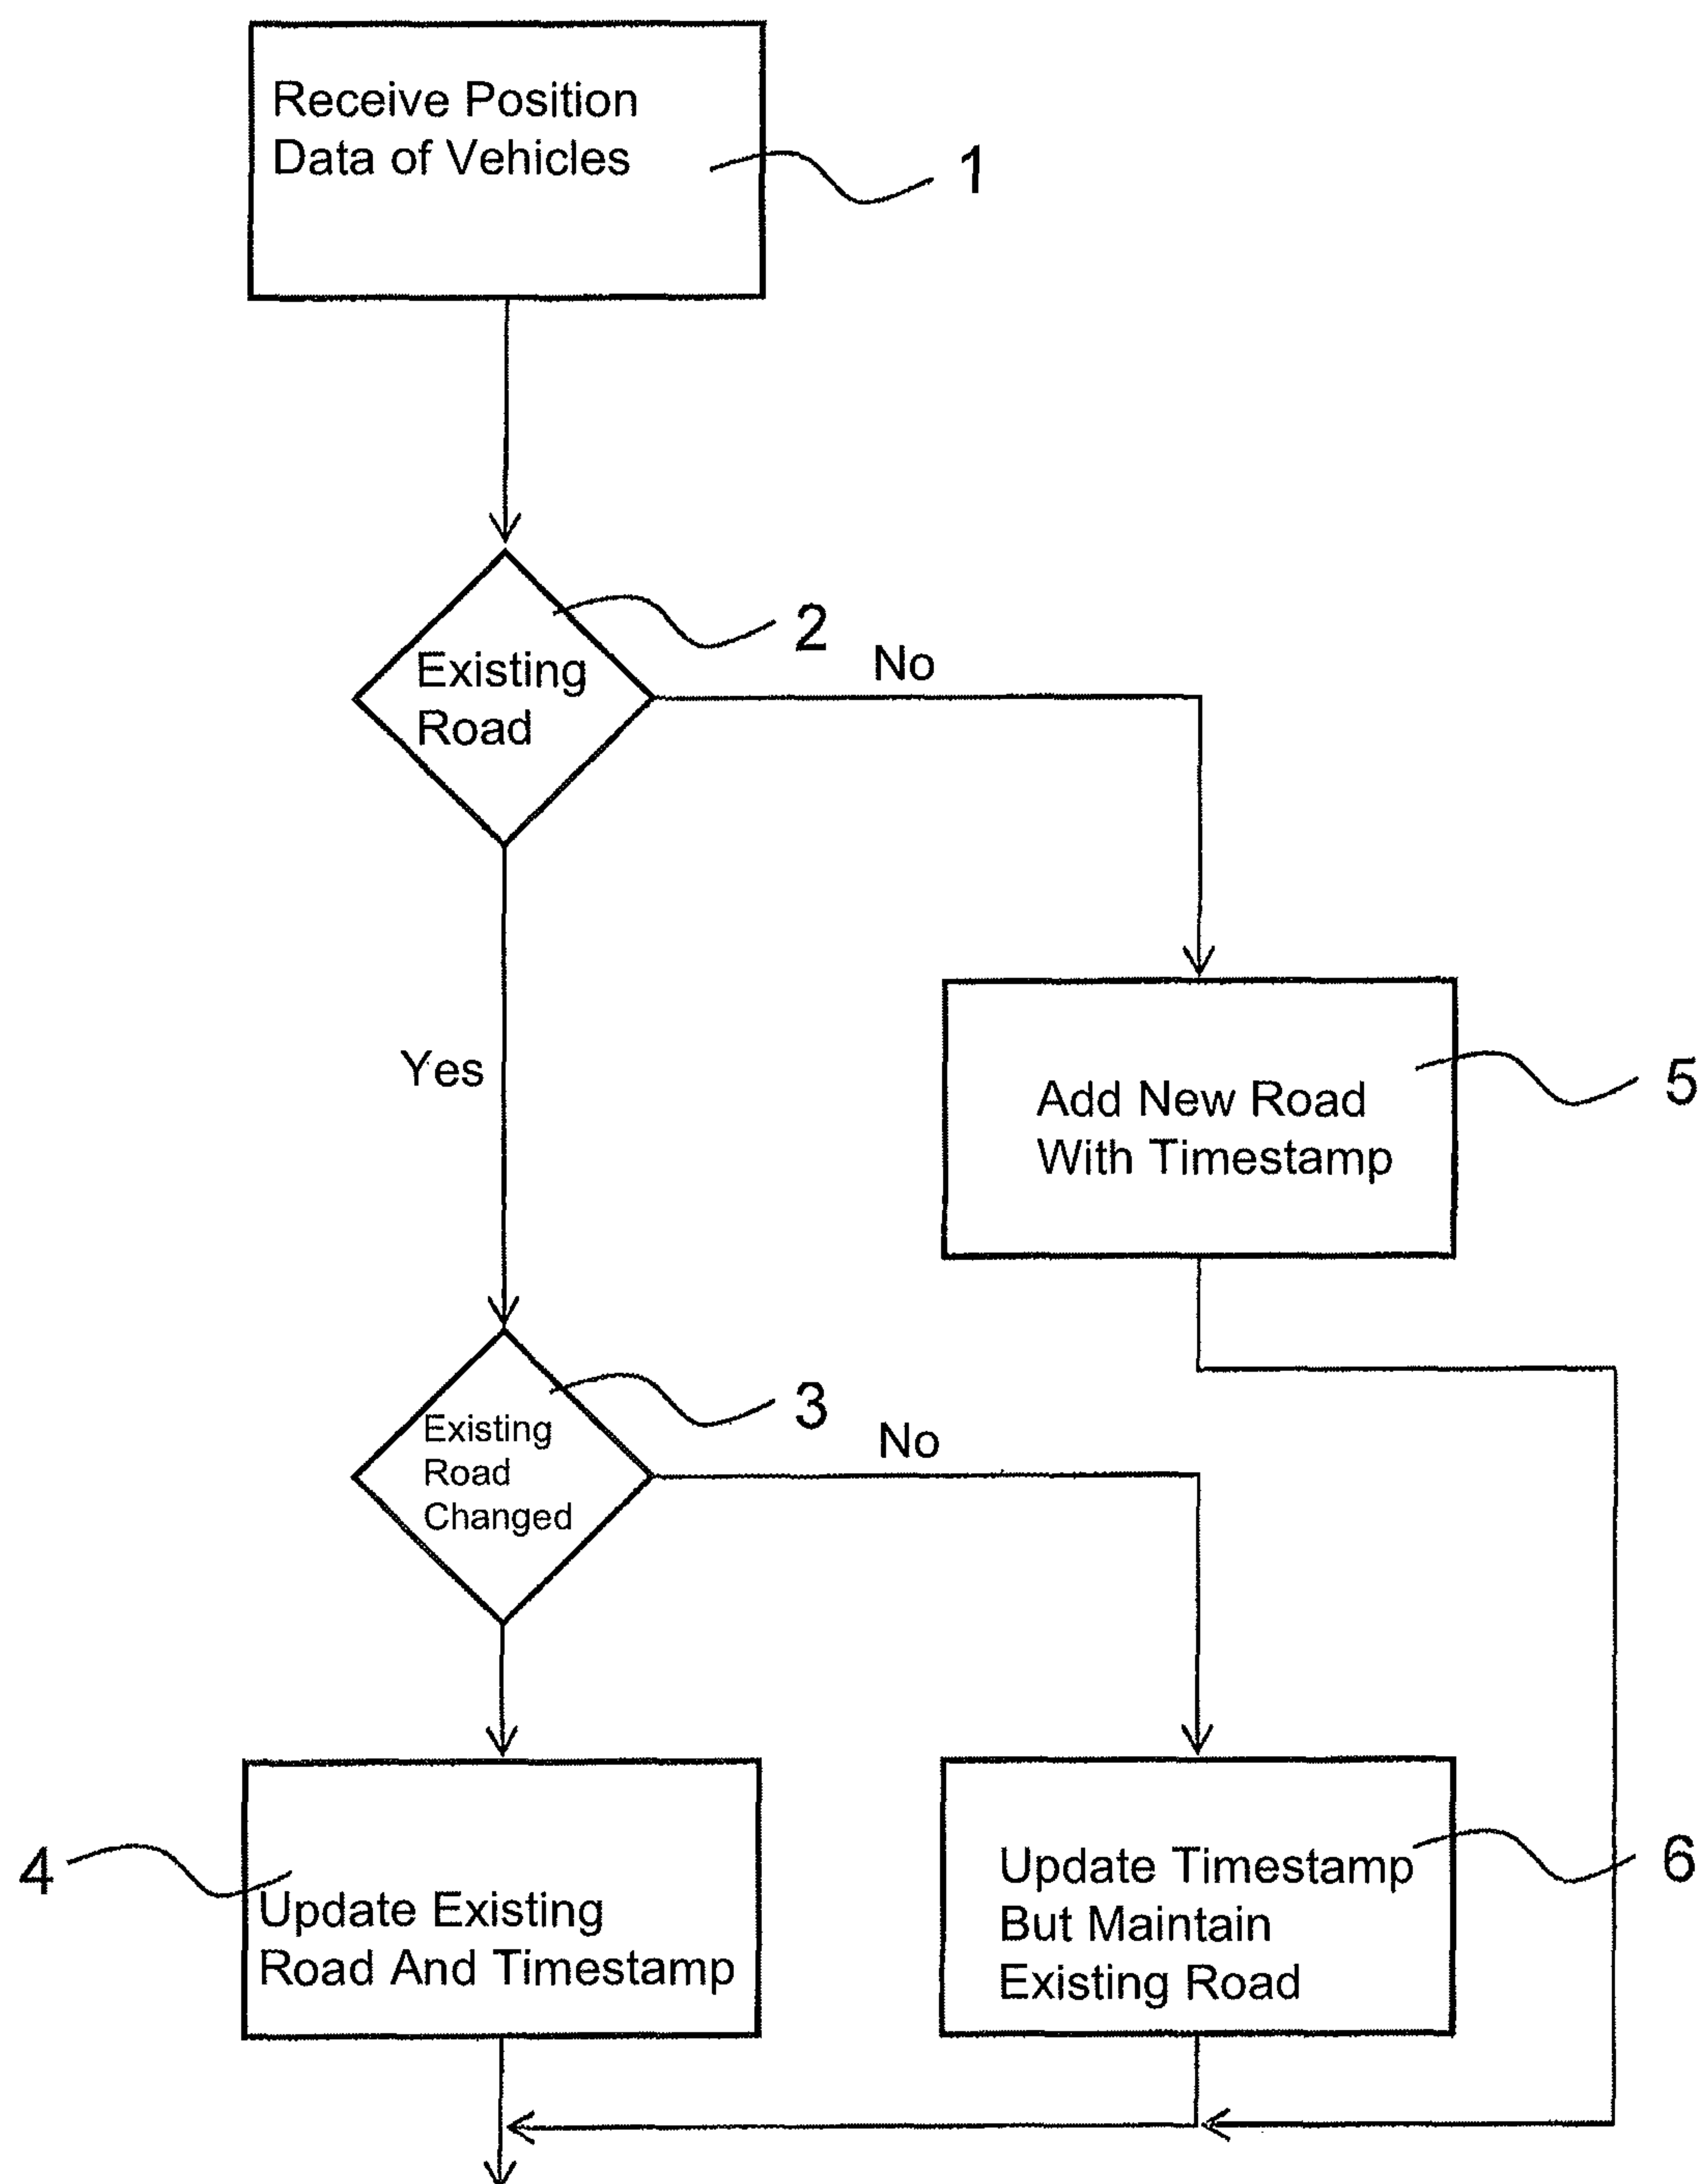 Receive Position
Data of Vehicles
1
2
Existing
Road
No
Yes
Add New Road
With Timestamp
5
3
Existing
Road
Changed
No
4
Update Existing
Road And Timestamp
Update Timestamp
But Maintain
Existing Road
6